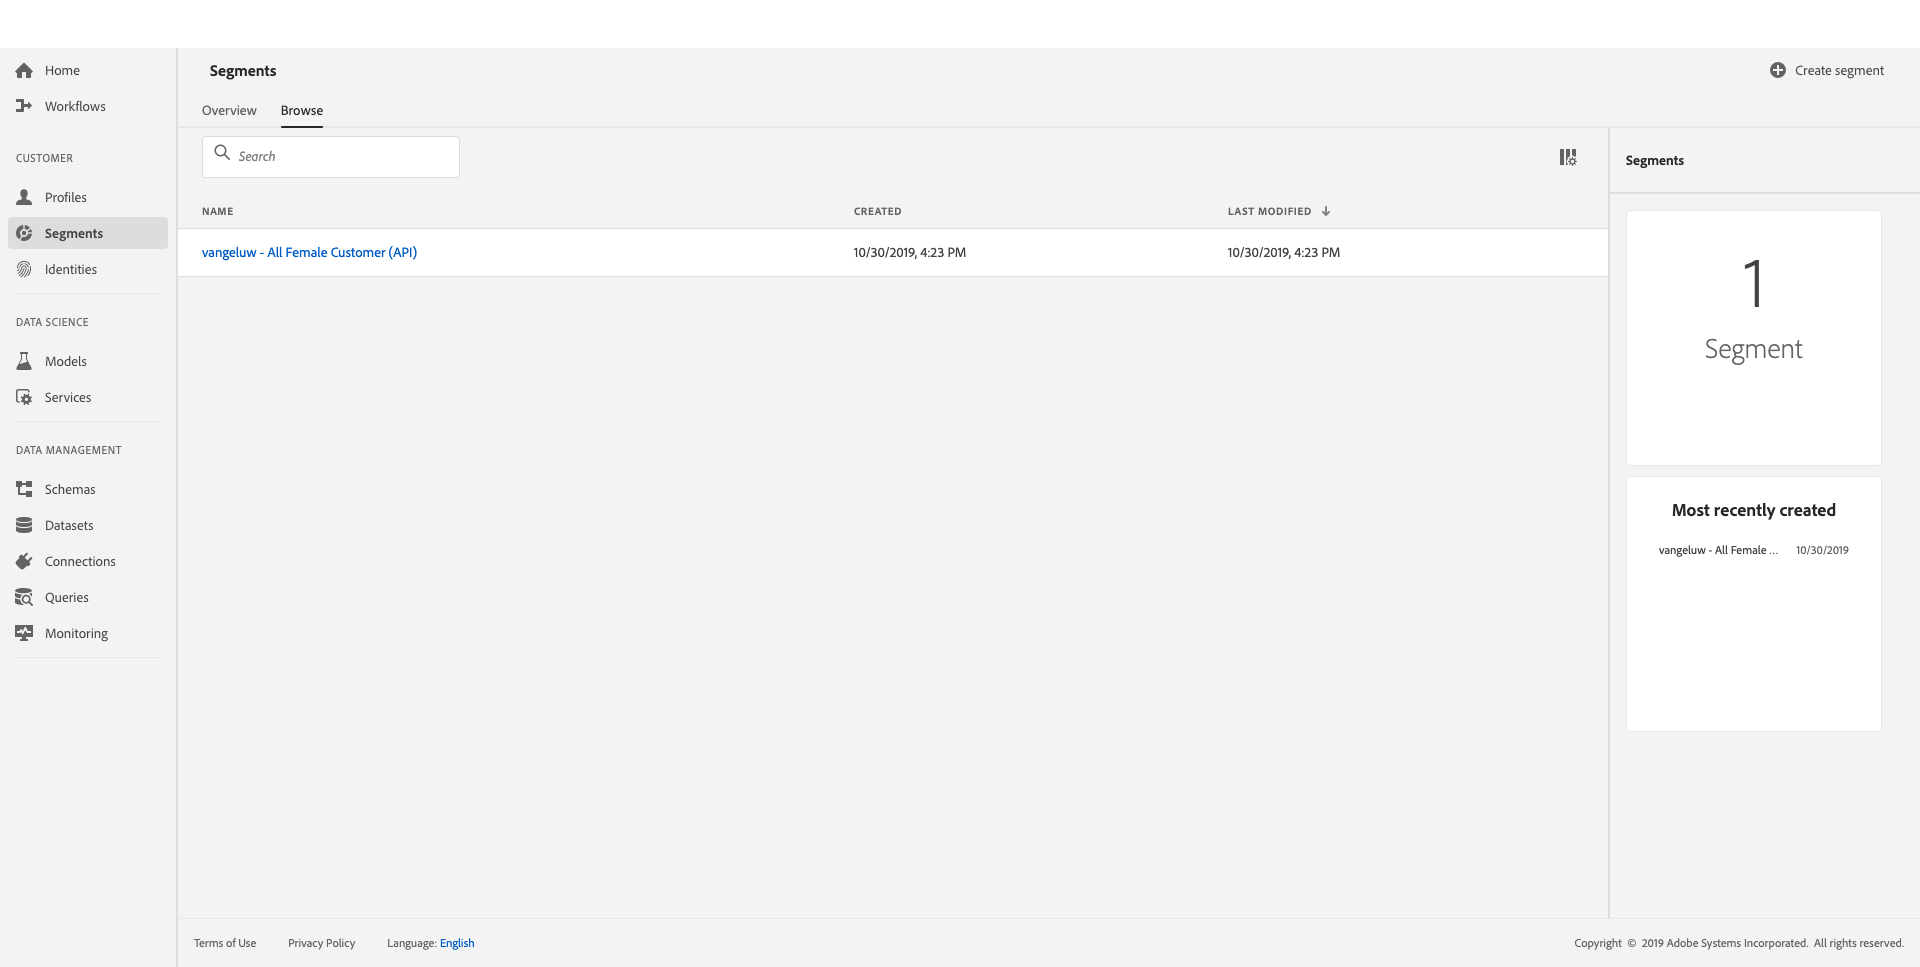 Home
Workflows
CUSTOMER
Profiles
Segments
Identities
DATA SCIENCE
Models
Services
DATA MANAGEMENT
Schemas
Datasets
Connections
Queries
Monitoring
Segments
Create segment
Overview Browse
Search
NAME CREATED LAST MODIFIED
vangeluw - All Female Customer (API) 10/30/2019, 4:23 PM 10/30/2019, 4:23 PM
Segments
1
Segment
Most recently created
vangeluw - All Female ... 10/30/2019
Terms of Use Privacy Policy Language: English
Copyright © 2019 Adobe Systems Incorporated. All rights reserved.